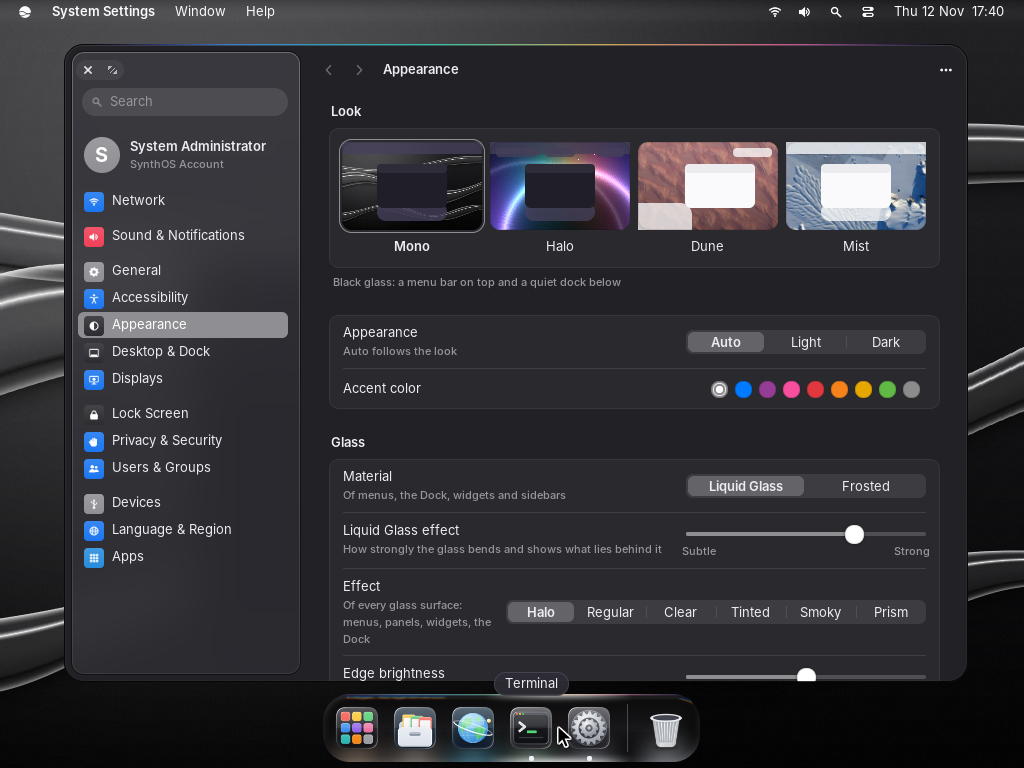 System Settings Window Help Thu 12 Nov 17:40
Appearance
Search
System Administrator
SynthOS Account
S
Network
Sound & Notifications
General
Accessibility
Appearance
Desktop & Dock
Displays
Lock Screen
Privacy & Security
Users & Groups
Devices
Language & Region
Apps
Look
Mono Halo Dune Mist
Black glass: a menu bar on top and a quiet dock below
Appearance
Auto follows the look
Auto Light Dark
Accent color
Glass
Material
Of menus, the Dock, widgets and sidebars
Liquid Glass Frosted
Liquid Glass effect
How strongly the glass bends and shows what lies behind it
Subtle Strong
Effect
Of every glass surface:
menus, panels, widgets, the
Dock
Halo Regular Clear Tinted Smoky Prism
Edge brightness
Terminal